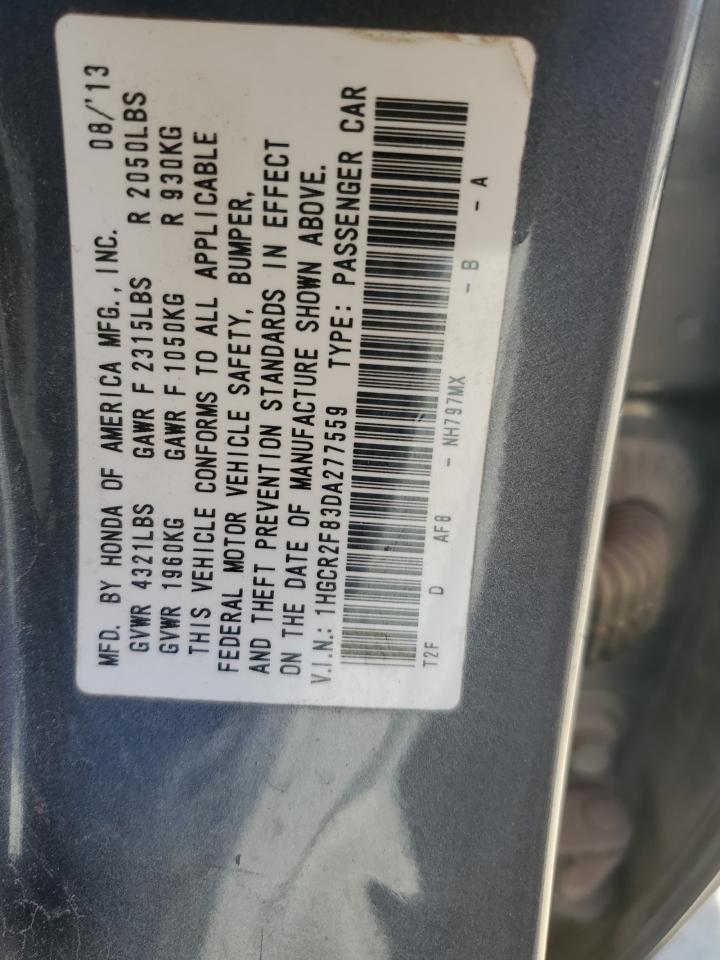 MFD. BY HONDA OF AMERICA MFG., INC. 08/'13
GVWR 4321LBS GAWR F 2315LBS R 2050LBS
GVWR 1960KG GAWR F 1050KG R 930KG
THIS VEHICLE CONFORMS TO ALL APPLICABLE
FEDERAL MOTOR VEHICLE SAFETY, BUMPER,
AND THEFT PREVENTION STANDARDS IN EFFECT
ON THE DATE OF MANUFACTURE SHOWN ABOVE.
V.I.N.: 1HGCR2F83DA277559 TYPE: PASSENGER CAR
T2F D AF8 - NH797MX - B - A